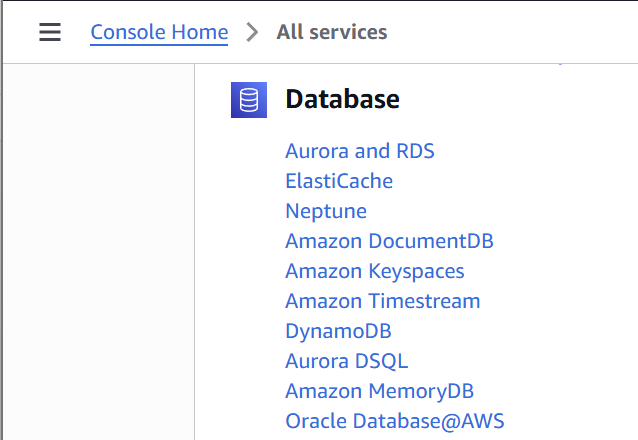 Console Home > All services
Database
Aurora and RDS
ElastiCache
Neptune
Amazon DocumentDB
Amazon Keyspaces
Amazon Timestream
DynamoDB
Aurora DSQL
Amazon MemoryDB
Oracle Database@AWS